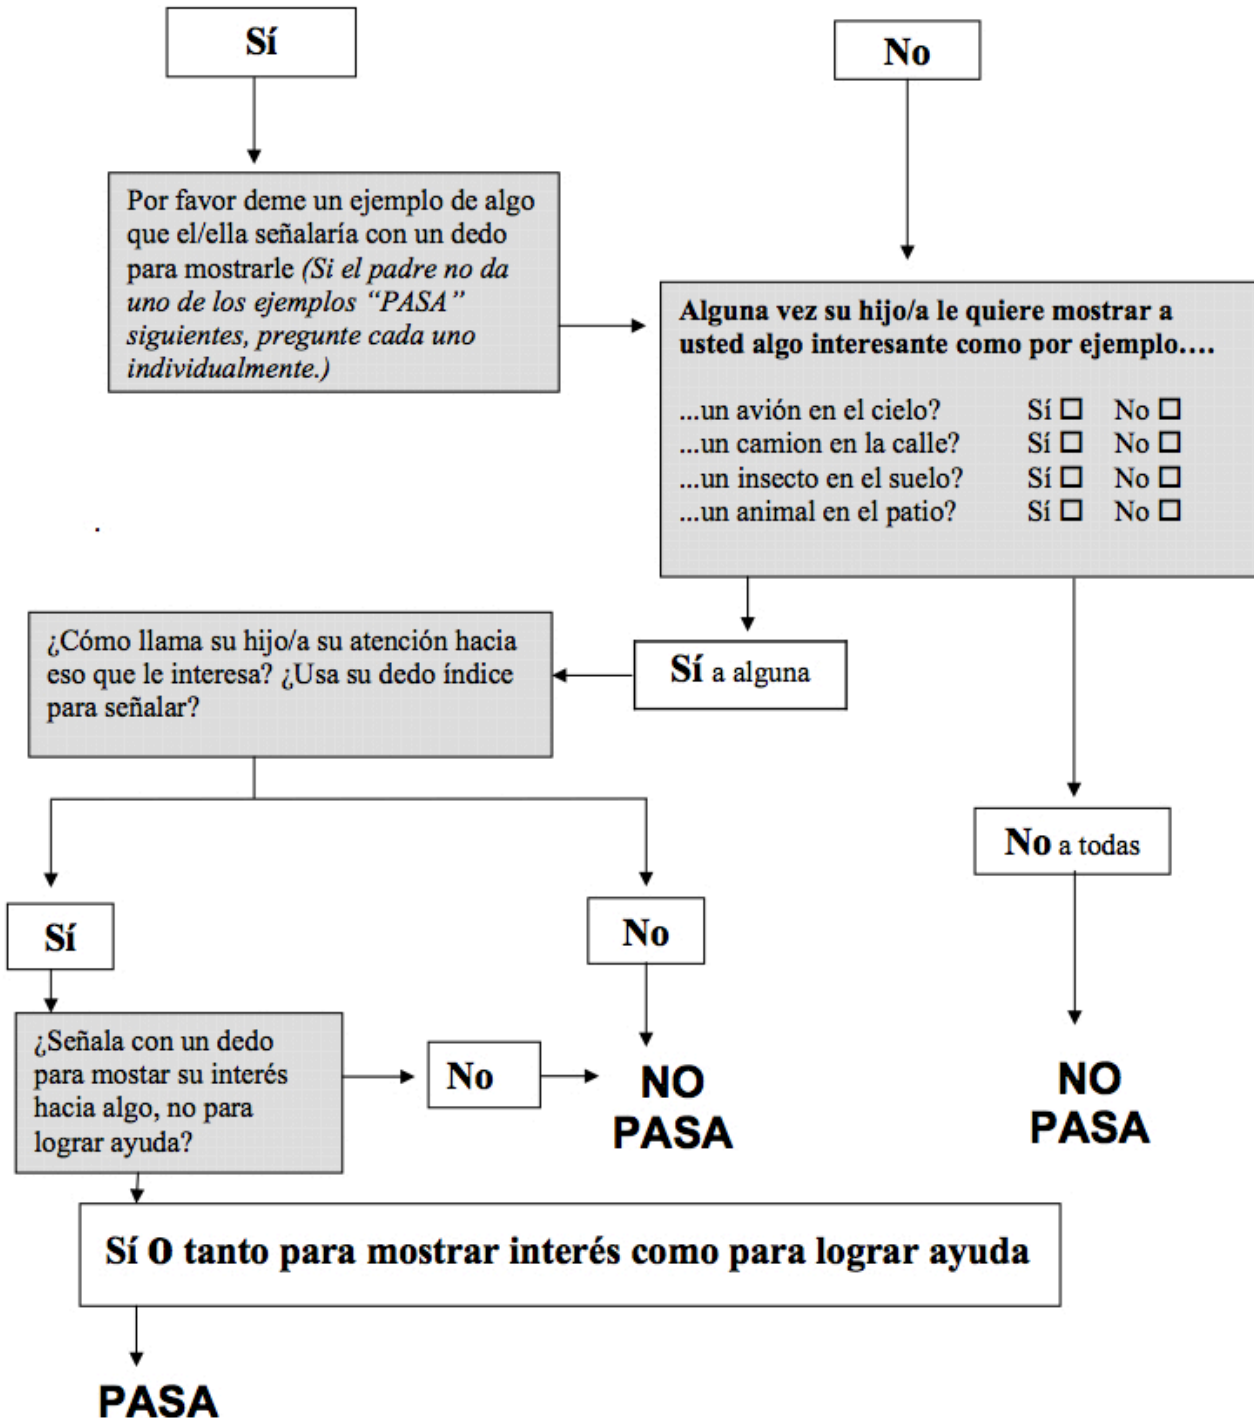 Sí
No
Por favor deme un ejemplo de algo
que el/ella señalaría con un dedo
para mostrarle (Si el padre no da
uno de los ejemplos “PASA”
siguientes, pregunte cada uno
individualmente.)
Alguna vez su hijo/a le quiere mostrar a
usted algo interesante como por ejemplo….
...un avión en el cielo? Sí □ No □
...un camion en la calle? Sí □ No □
...un insecto en el suelo? Sí □ No □
...un animal en el patio? Sí □ No □
.
¿Cómo llama su hijo/a su atención hacia
eso que le interesa? ¿Usa su dedo índice
para señalar?
Sí a alguna
No a todas
Sí
No
¿Señala con un dedo
para mostar su interés
hacia algo, no para
lograr ayuda?
No
NO
PASA
NO
PASA
Sí O tanto para mostrar interés como para lograr ayuda
PASA